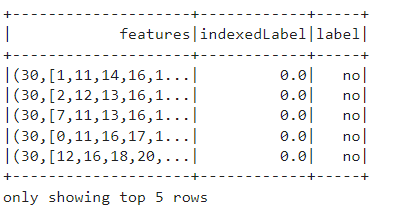 +--------------------+------------+-----+
|            features|indexedLabel|label|
+--------------------+------------+-----+
|(30,[1,11,14,16,1...|         0.0|   no|
|(30,[2,12,13,16,1...|         0.0|   no|
|(30,[7,11,13,16,1...|         0.0|   no|
|(30,[0,11,16,17,1...|         0.0|   no|
|(30,[12,16,18,20,...|         0.0|   no|
+--------------------+------------+-----+
only showing top 5 rows